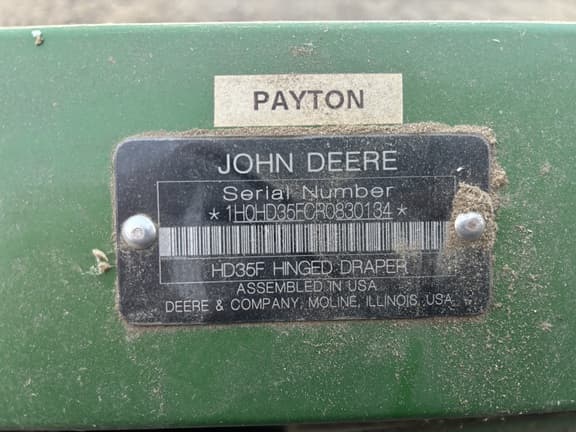 PAYTON
JOHN DEERE
Serial Number
*1H0HD35FCR0830134*
HD35F HINGED DRAPER
ASSEMBLED IN USA
DEERE & COMPANY, MOLINE, ILLINOIS, USA